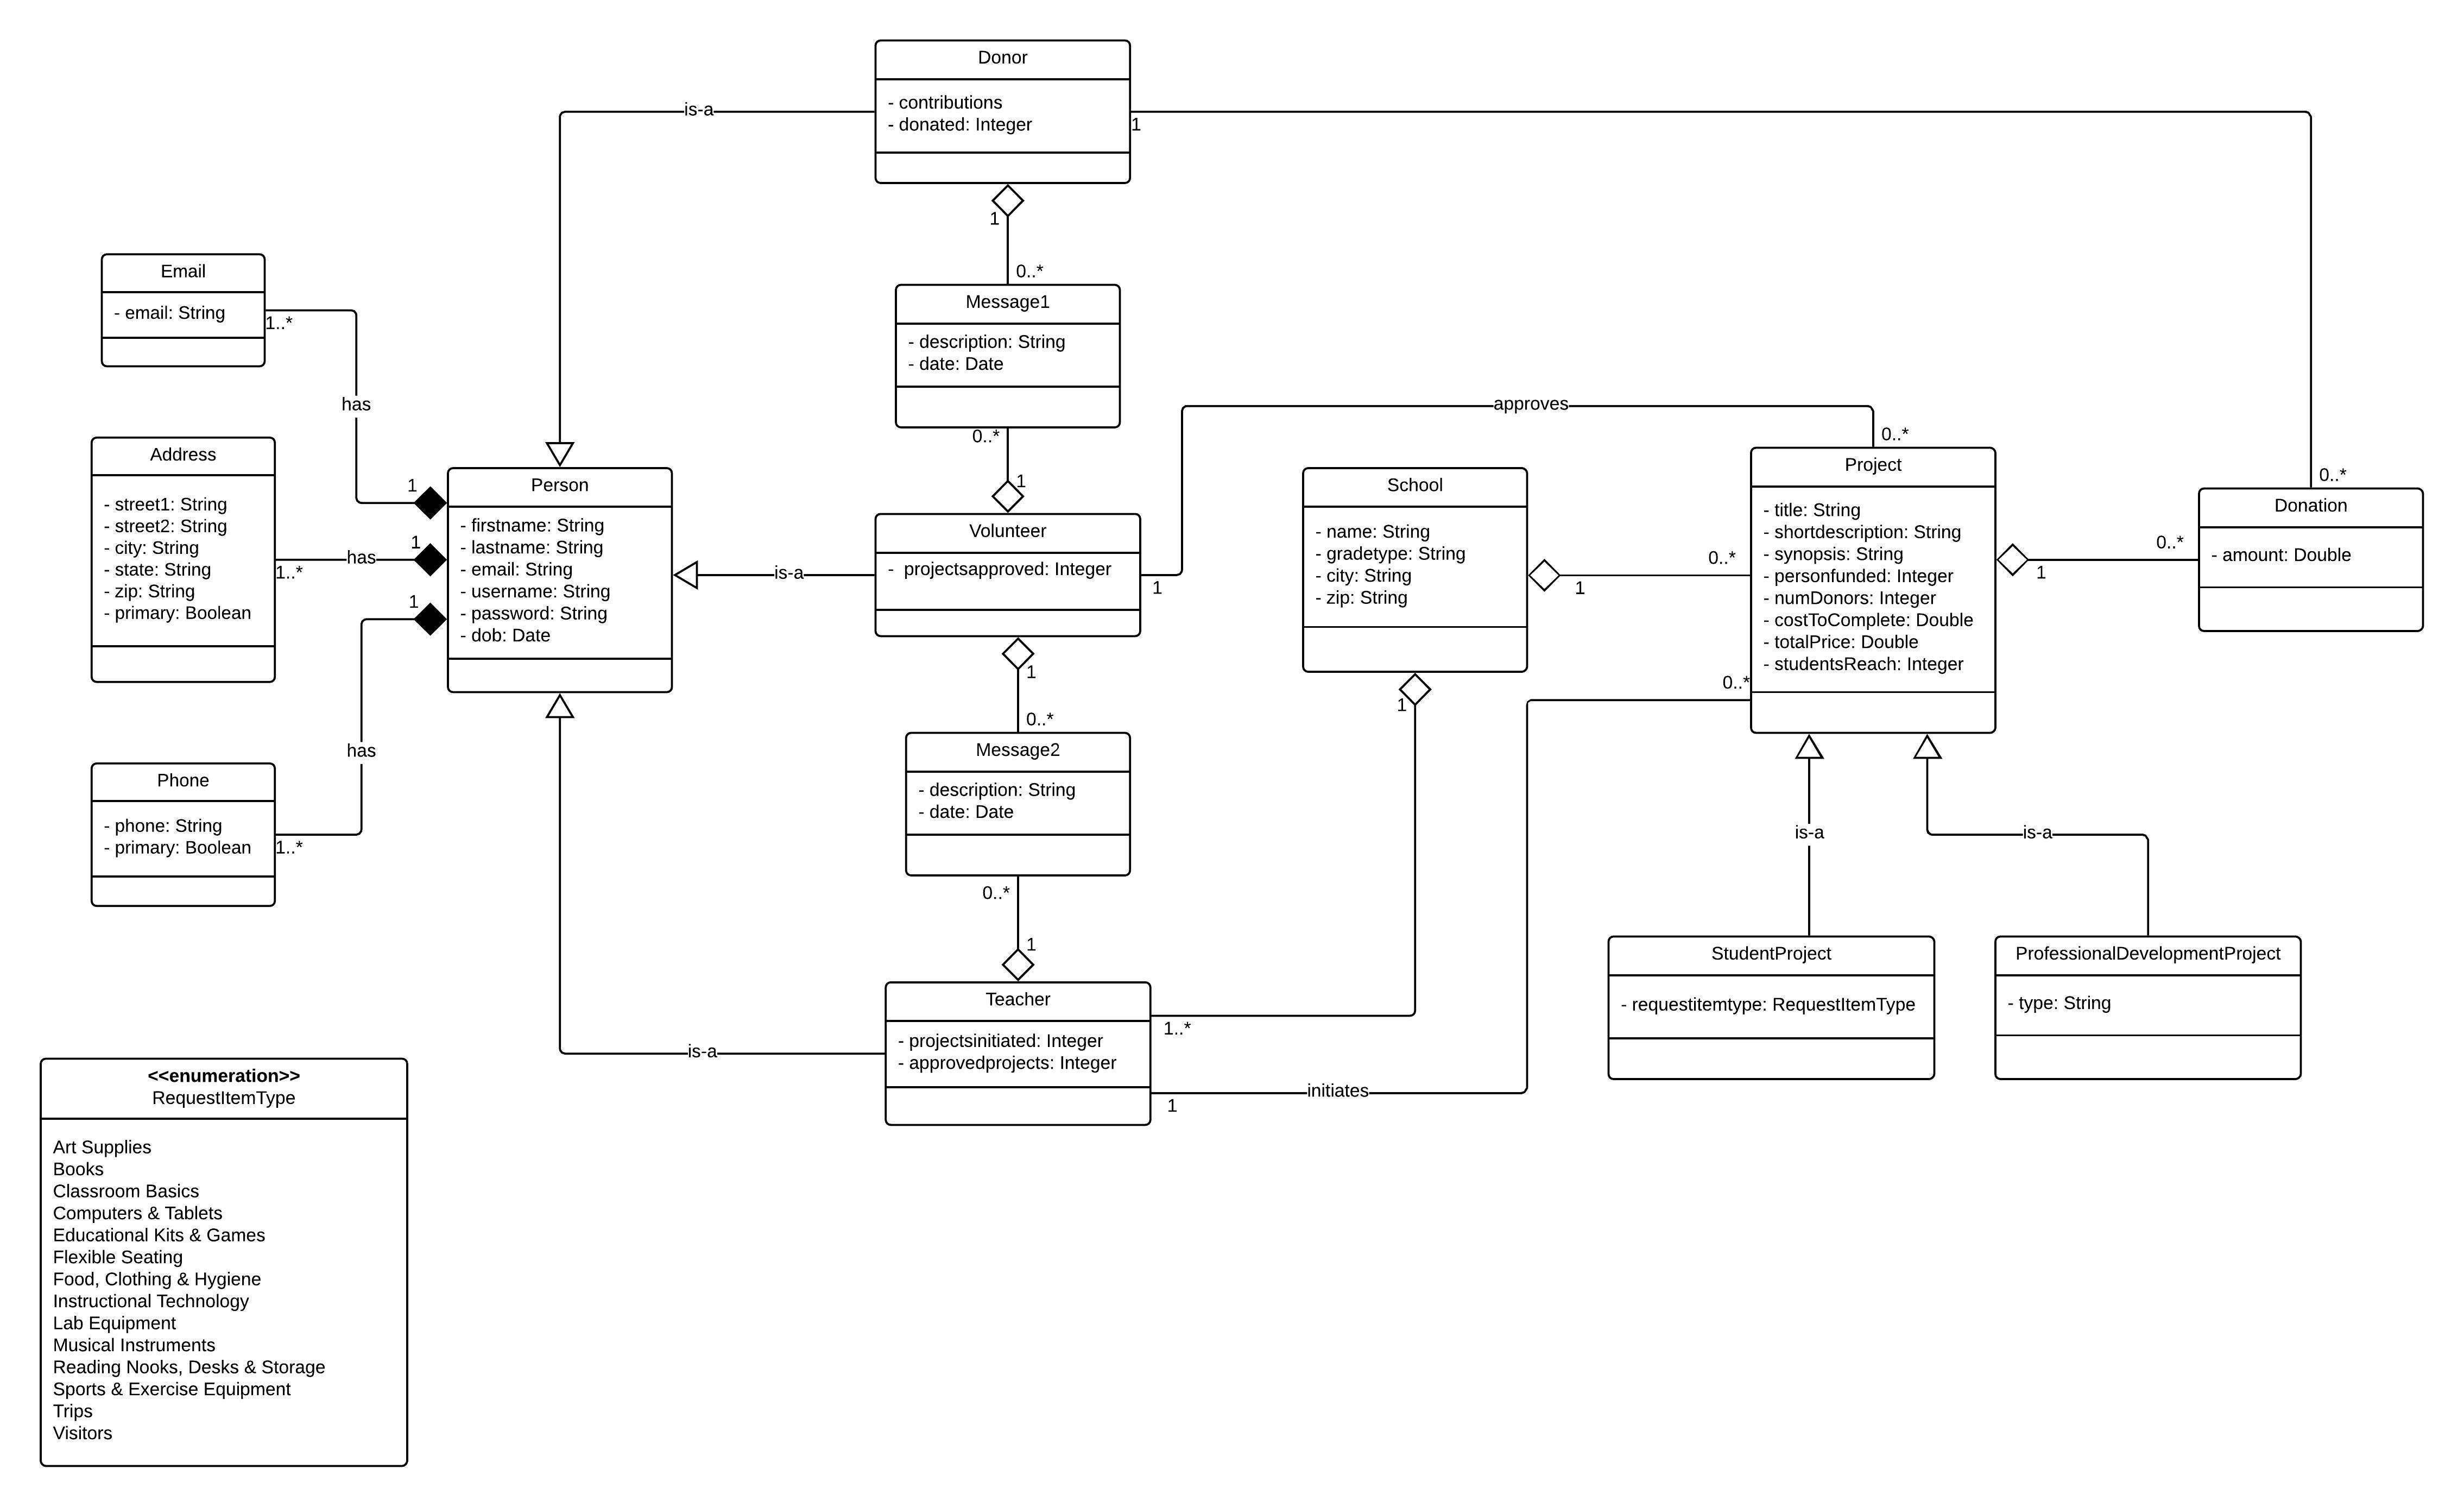 Donor
- contributions
- donated: Integer
is-a
1
1
0..*
Email
- email: String
1..*
has
Message1
- description: String
- date: Date
0..*
1
approves
0..*
Address
- street1: String
- street2: String
- city: String
- state: String
- zip: String
- primary: Boolean
1..*
has
1
1
1
Person
- firstname: String
- lastname: String
- email: String
- username: String
- password: String
- dob: Date
is-a
Volunteer
-  projectsapproved: Integer
1
1
School
- name: String
- gradetype: String
- city: String
- zip: String
1
0..*
1
Project
- title: String
- shortdescription: String
- synopsis: String
- personfunded: Integer
- numDonors: Integer
- costToComplete: Double
- totalPrice: Double
- studentsReach: Integer
0..*
1
0..*
0..*
Donation
- amount: Double
Phone
- phone: String
- primary: Boolean
1..*
has
0..*
Message2
- description: String
- date: Date
0..*
1
is-a
is-a
StudentProject
- requestitemtype: RequestItemType
ProfessionalDevelopmentProject
- type: String
is-a
Teacher
- projectsinitiated: Integer
- approvedprojects: Integer
1..*
1
initiates
<<enumeration>>
RequestItemType
Art Supplies
Books
Classroom Basics
Computers & Tablets
Educational Kits & Games
Flexible Seating
Food, Clothing & Hygiene
Instructional Technology
Lab Equipment
Musical Instruments
Reading Nooks, Desks & Storage
Sports & Exercise Equipment
Trips
Visitors